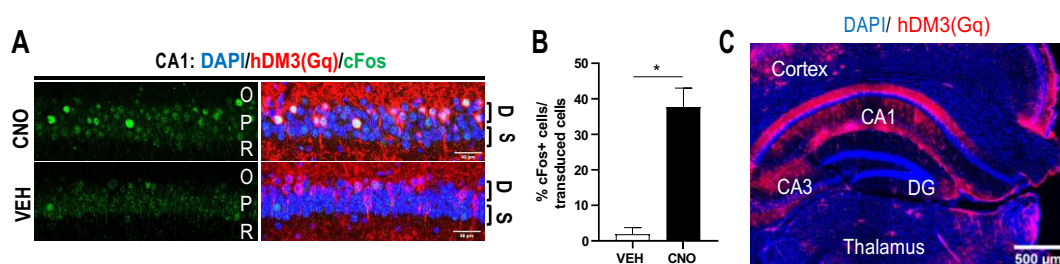 A
CA1: DAPI/hDM3(Gq)/cFos
CNO
O
P
R
D
S
VEH
O
P
R
D
S
B
% cFos+ cells/
transduced cells
50
40
30
20
10
0
*
VEH
CNO
C
DAPI/ hDM3(Gq)
Cortex
CA1
CA3
DG
Thalamus
500 µm